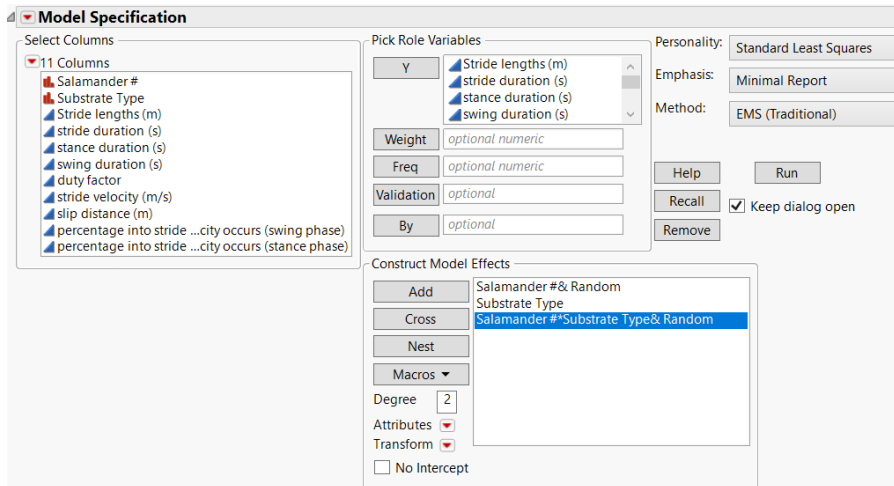 Model Specification
Select Columns
11 Columns
Salamander #
Substrate Type
Stride lengths (m)
stride duration (s)
stance duration (s)
swing duration (s)
duty factor
stride velocity (m/s)
slip distance (m)
percentage into stride ...city occurs (swing phase)
percentage into stride ...city occurs (stance phase)
Pick Role Variables
Y
Stride lengths (m)
stride duration (s)
stance duration (s)
swing duration (s)
Weight optional numeric
Freq optional numeric
Validation optional
By optional
Personality: Standard Least Squares
Emphasis: Minimal Report
Method: EMS (Traditional)
Help Run
Recall Keep dialog open
Remove
Construct Model Effects
Add
Cross
Nest
Macros
Degree 2
Attributes
Transform
No Intercept
Salamander #& Random
Substrate Type
Salamander #*Substrate Type& Random